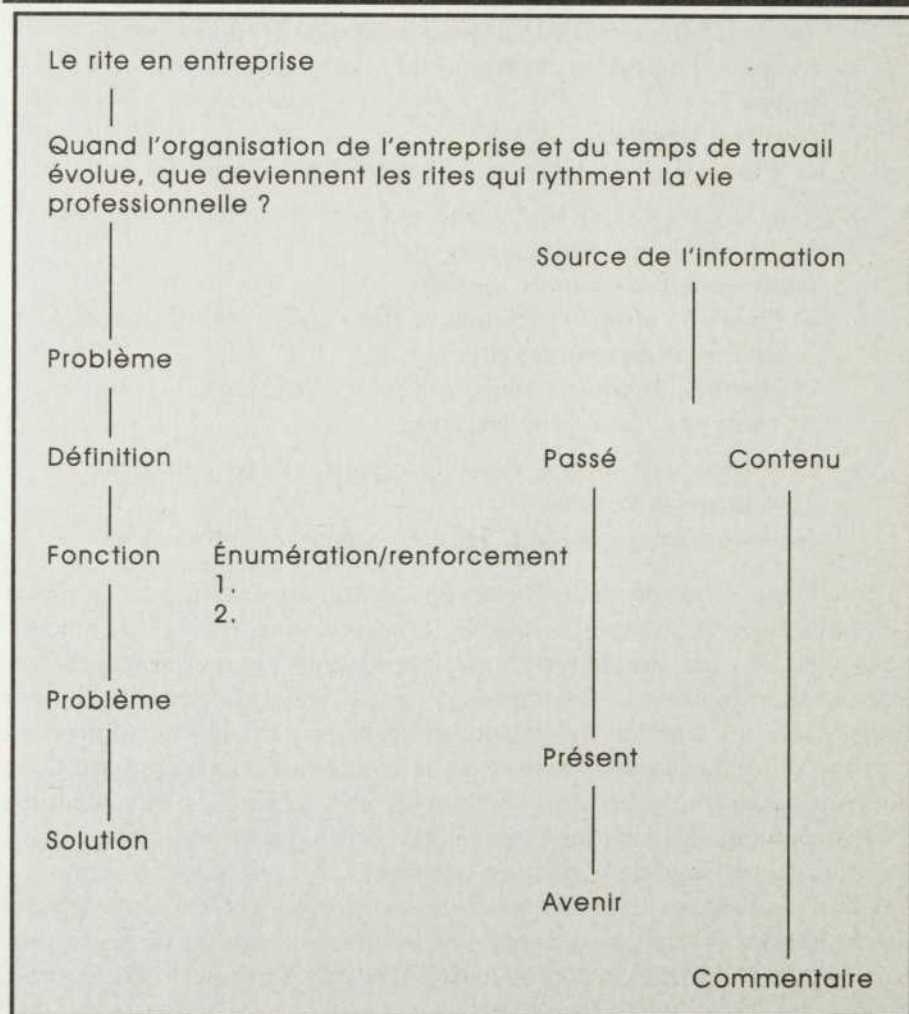 Le rite en entreprise
Quand l'organisation de l'entreprise et du temps de travail
évolue, que deviennent les rites qui rythment la vie
professionnelle ?
Source de l'information
Problème
Définition
Passé
Contenu
Fonction
Énumération/renforcement
1.
2.
Problème
Présent
Solution
Avenir
Commentaire